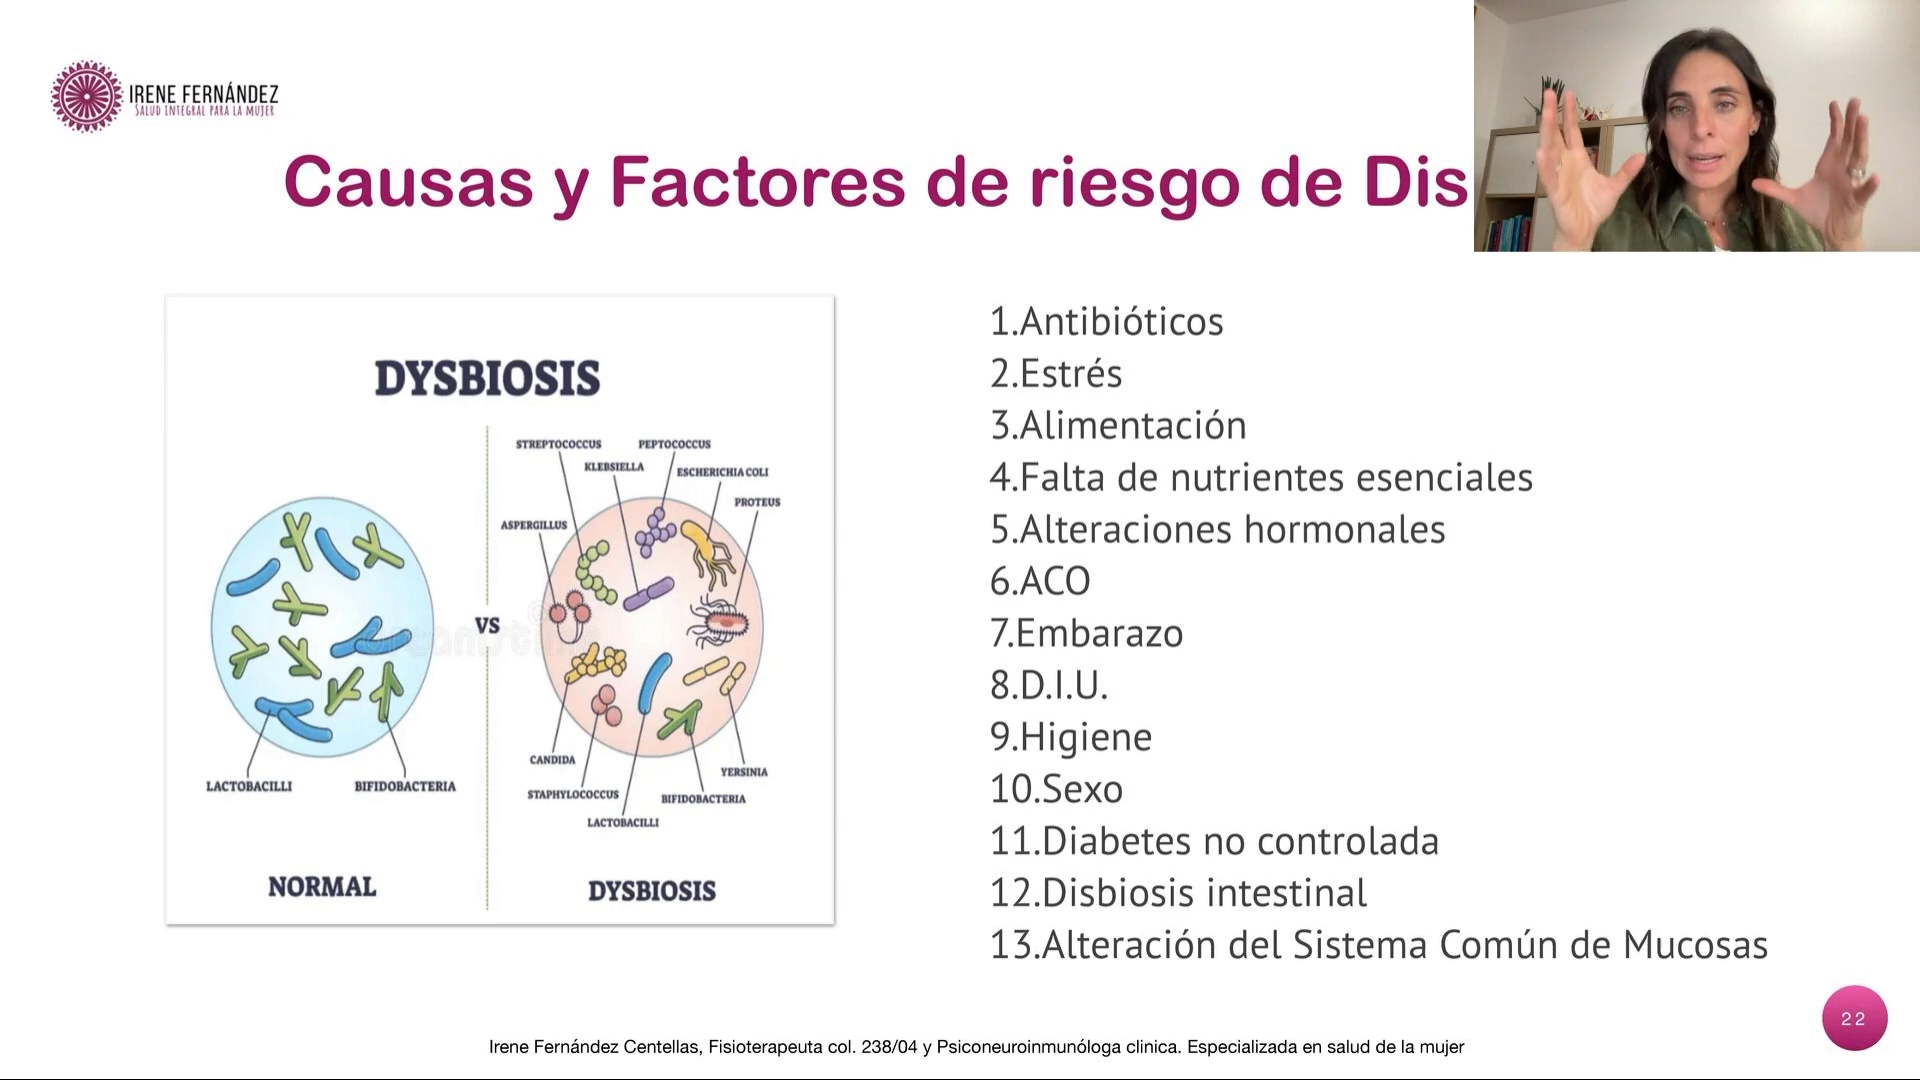 IRENE FERNÁNDEZ
SALUD INTEGRAL PARA LA MUJER
Causas y Factores de riesgo de Dis
DYSBIOSIS
STREPTOCOCCUS
PEPTOCOCCUS
KLEBSIELLA
ESCHERICHIA COLI
PROTEUS
ASPERGILLUS
VS
CANDIDA
YERSINIA
LACTOBACILLI
BIFIDOBACTERIA
STAPHYLOCOCCUS
BIFIDOBACTERIA
LACTOBACILLI
NORMAL
DYSBIOSIS
1.Antibióticos
2.Estrés
3.Alimentación
4.Falta de nutrientes esenciales
5.Alteraciones hormonales
6.ACO
7.Embarazo
8.D.I.U.
9.Higiene
10.Sexo
11.Diabetes no controlada
12.Disbiosis intestinal
13.Alteración del Sistema Común de Mucosas
22
Irene Fernández Centellas, Fisioterapeuta col. 238/04 y Psiconeuroinmunóloga clinica. Especializada en salud de la mujer